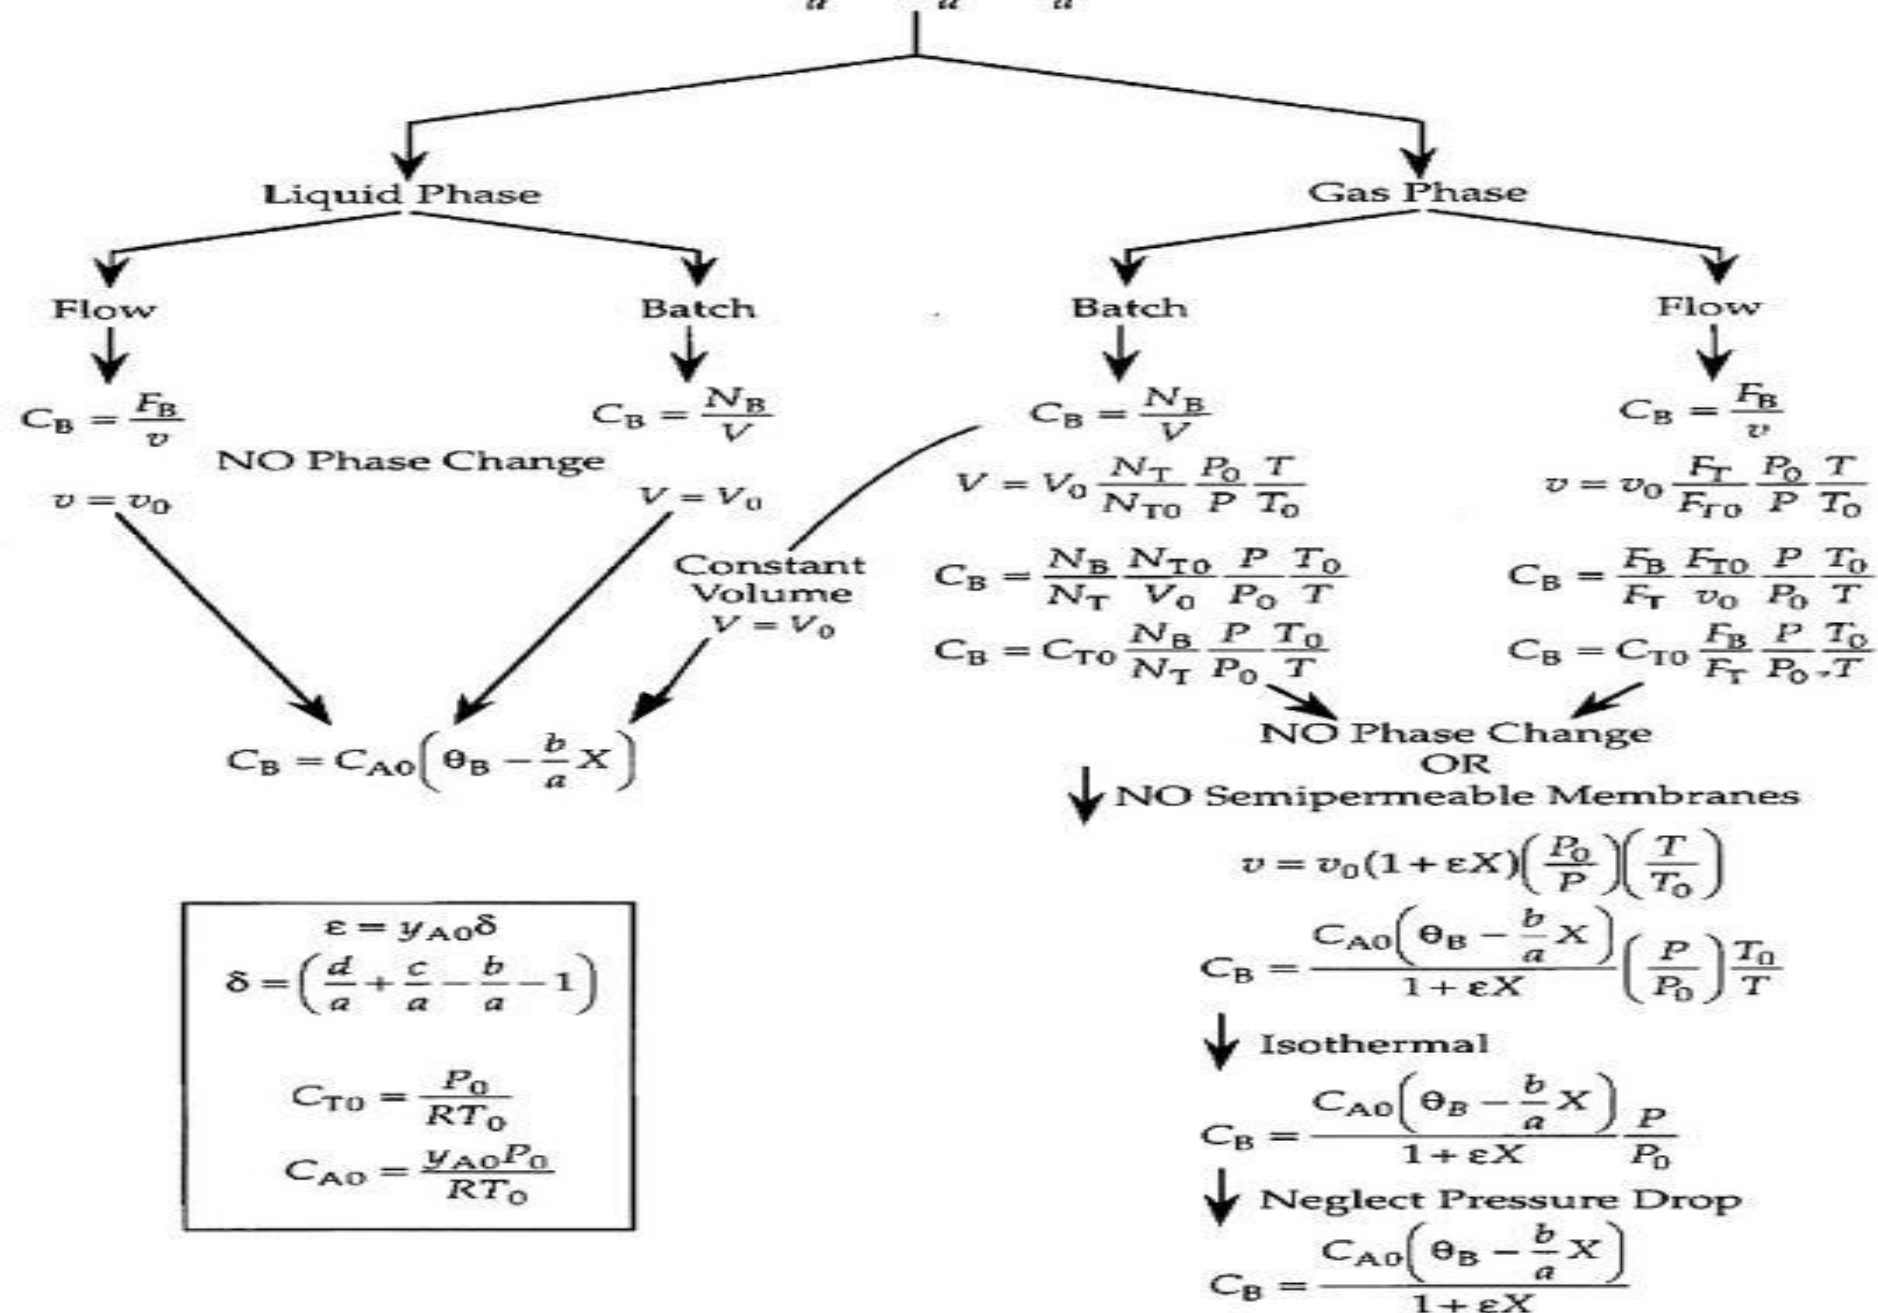 a a a
Liquid Phase
Gas Phase
Flow
Batch
Batch
Flow
C_B = F_B/v
C_B = N_B/V
C_B = N_B/V
C_B = F_B/v
NO Phase Change
v = v_0
V = V_0
V = V_0 N_T/N_T0 P_0/P T/T_0
v = v_0 F_T/F_T0 P_0/P T/T_0
Constant
Volume
V = V_0
C_B = N_B/N_T N_T0/V_0 P/P_0 T_0/T
C_B = F_B/F_T F_T0/v_0 P/P_0 T_0/T
C_B = C_T0 N_B/N_T P/P_0 T_0/T
C_B = C_T0 F_B/F_T P/P_0 T_0/T
C_B = C_A0(θ_B − b/a X)
NO Phase Change
OR
NO Semipermeable Membranes
v = v_0(1 + εX)(P_0/P)(T/T_0)
C_B = C_A0(θ_B − b/a X)/(1 + εX) (P/P_0) T_0/T
Isothermal
C_B = C_A0(θ_B − b/a X)/(1 + εX) P/P_0
Neglect Pressure Drop
C_B = C_A0(θ_B − b/a X)/(1 + εX)
ε = y_A0δ
δ = (d/a + c/a − b/a − 1)
C_T0 = P_0/RT_0
C_A0 = y_A0P_0/RT_0